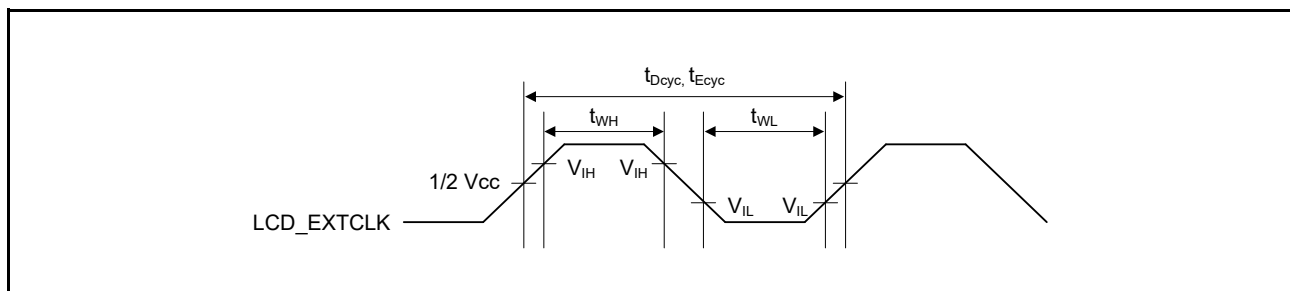 tDcyc, tEcyc
tWH
tWL
1/2 Vcc
VIH
VIH
VIL
VIL
LCD_EXTCLK